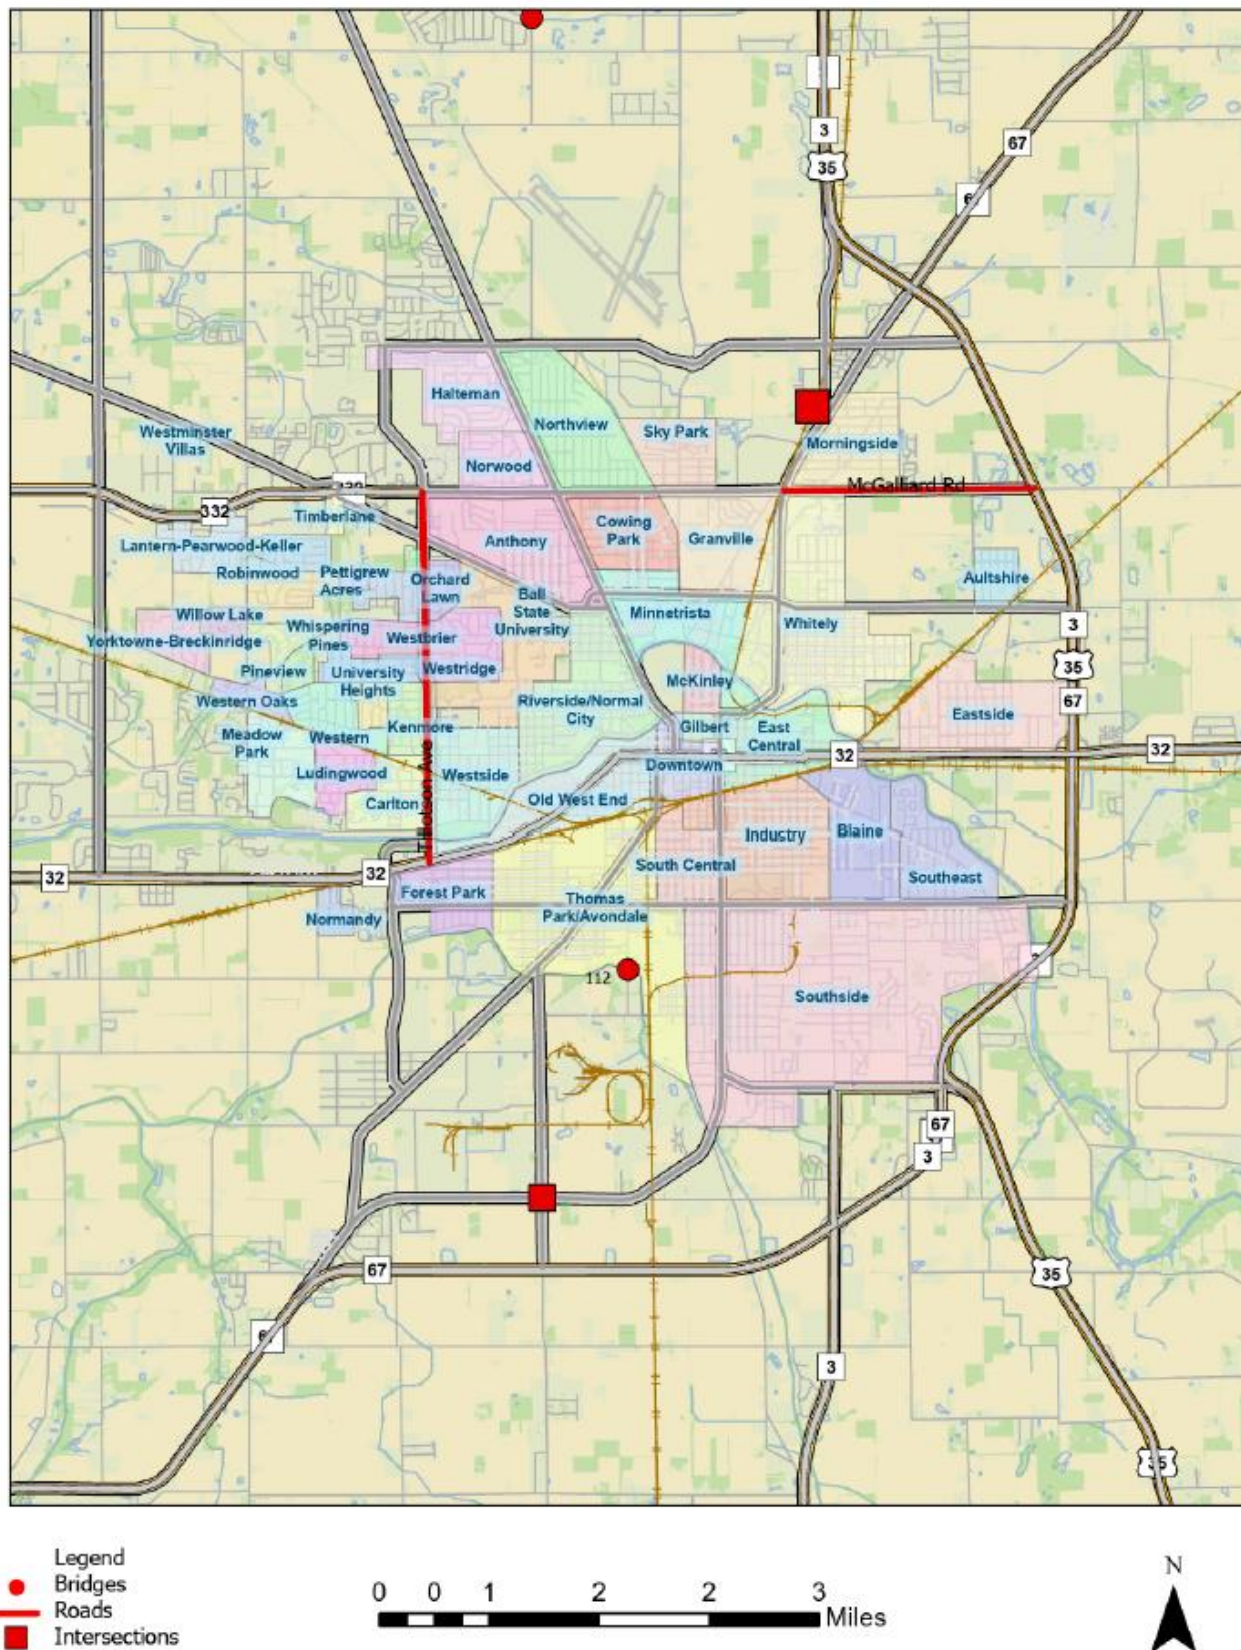 3
35
67
Halteman
Northview
Sky Park
Westminster
Villas
Morningside
Norwood
McGalliard Rd
332
Timberlane
Cowing
Park
Anthony
Granville
Lantern-Pearwood-Keller
Robinwood
Pettigrew
Acres
Orchard
Lawn
Aultshire
Ball
State
University
Willow Lake
Minnetrista
Whispering
Pines
Westbrier
Whitely
3
Yorktowne-Breckinridge
Pineview
University
Heights
Westridge
McKinley
35
67
Western Oaks
Riverside/Normal
City
Eastside
Meadow
Park
Western
Kenmore
Gilbert
East
Central
32
32
Ludingwood
Westside
Downtown
Carlton
Tillotson Ave
Old West End
Industry
Blaine
South Central
32
32
Forest Park
Southeast
Normandy
Thomas
Park/Avondale
112
Southside
67
3
67
35
3
35
Legend
Bridges
Roads
Intersections
0 0 1 2 2 3
Miles
N